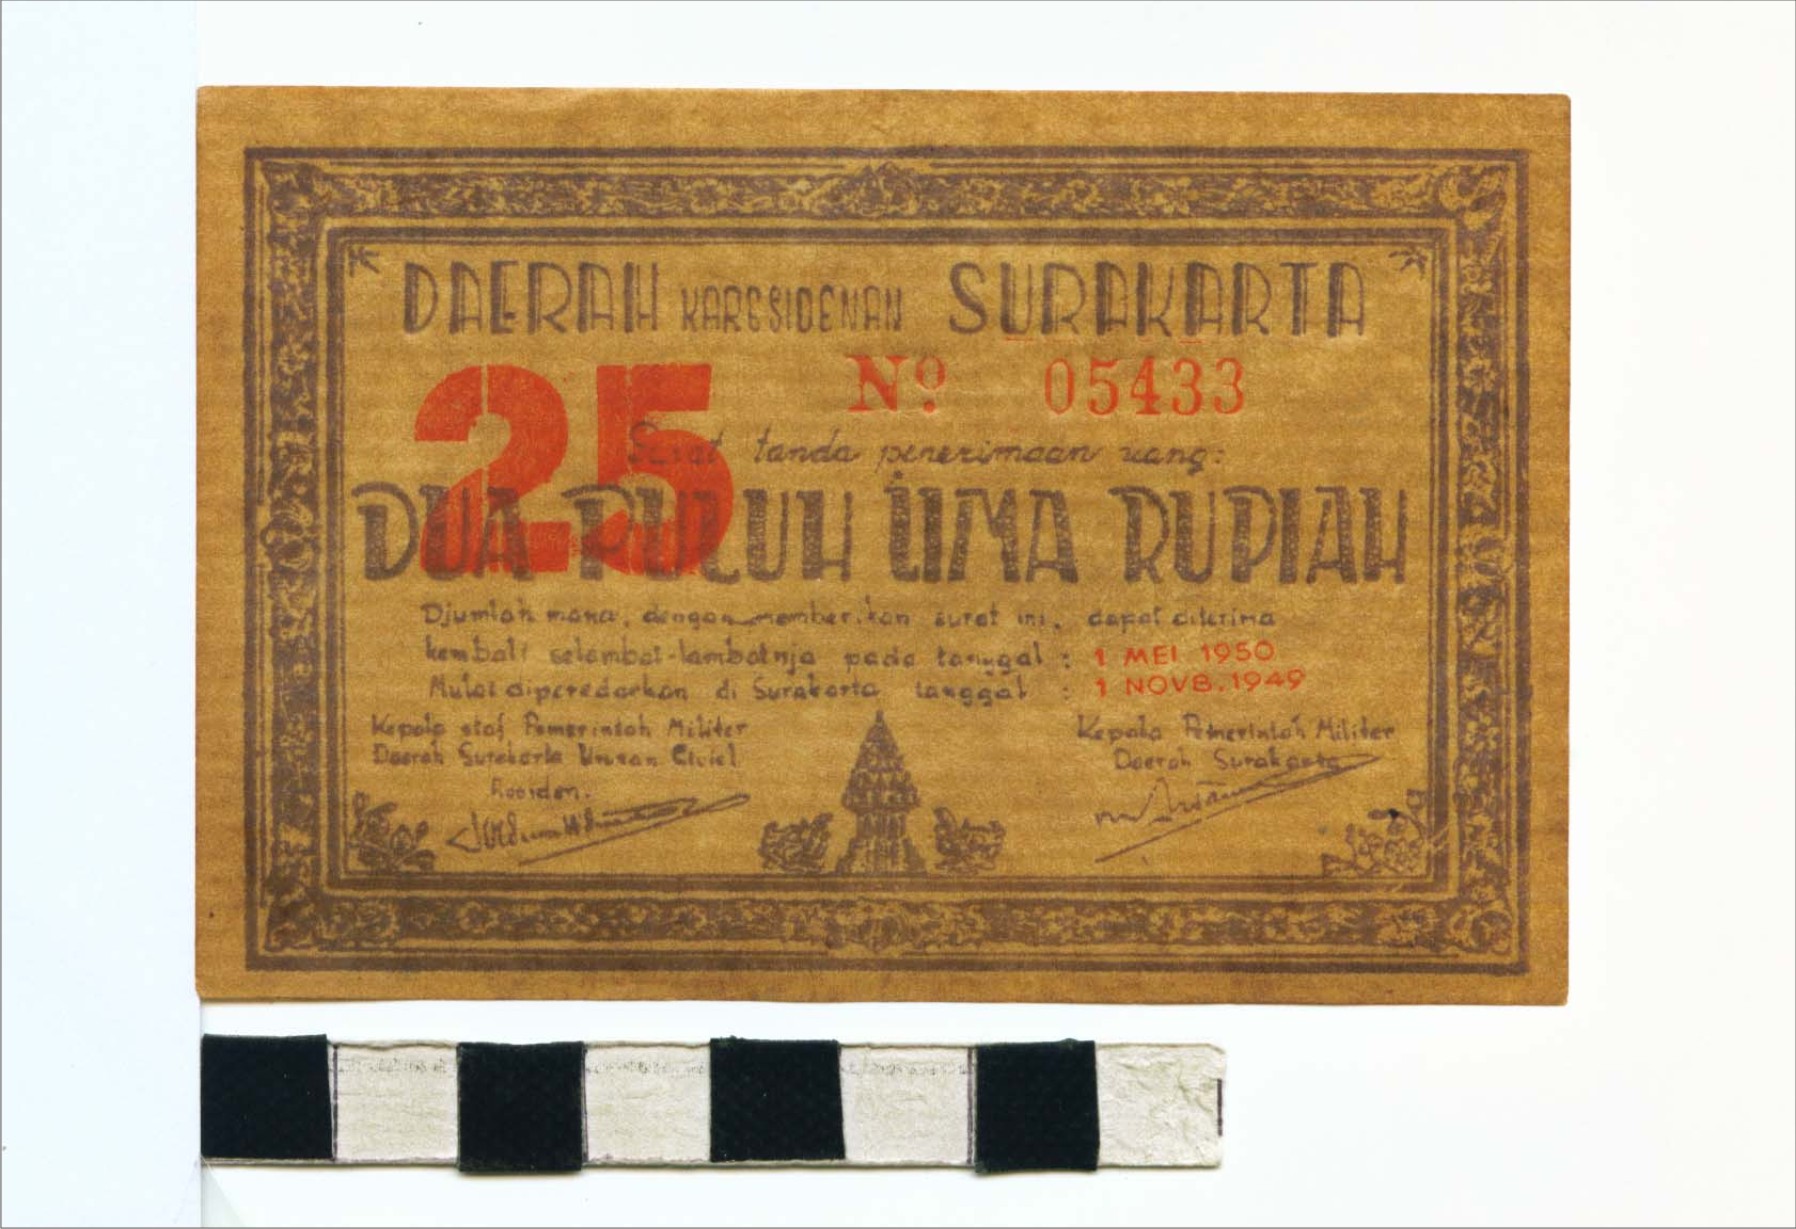 DAERAH KARESIDENAN SURAKARTA
25 No 05433
Surat tanda penerimaan uang:
DUA PULUH LIMA RUPIAH
Djumlah mana, dengan memberikan surat ini, dapat diterima
kembali selambat-lambatnja pada tanggal : 1 MEI 1950
Mulai diperedarkan di Surakarta tanggal : 1 NOVB. 1949
Kepala staf Pemerintah Militer
Daerah Surakarta Urusan Civiel
Residen.
Kepala Pemerintah Militer
Daerah Surakarta